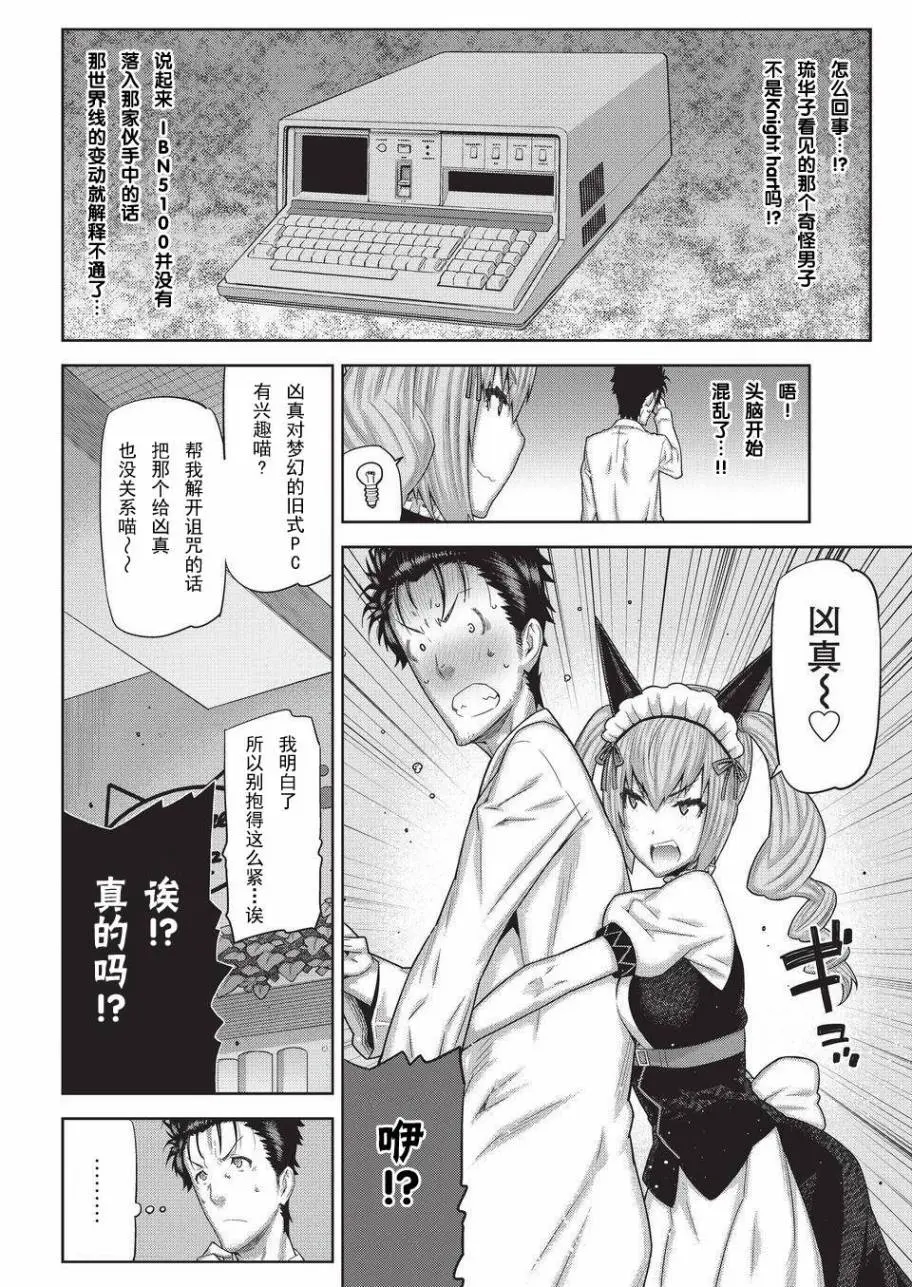 怎么回事…!?
琉华子看见的那个奇怪男子
不是Knight hart吗!?
说起来 IBN5100并没有
落入那家伙手中的话
那世界线的变动就解释不通了…
唔!
头脑开始
混乱了…!!
凶真～♡
ギュ
咿!?
凶真对梦幻的旧式PC
有兴趣喵?
帮我解开诅咒的话
把那个给凶真
也没关系喵～～
我明白了
所以别抱得这么紧…诶
诶!?
真的吗!?
………